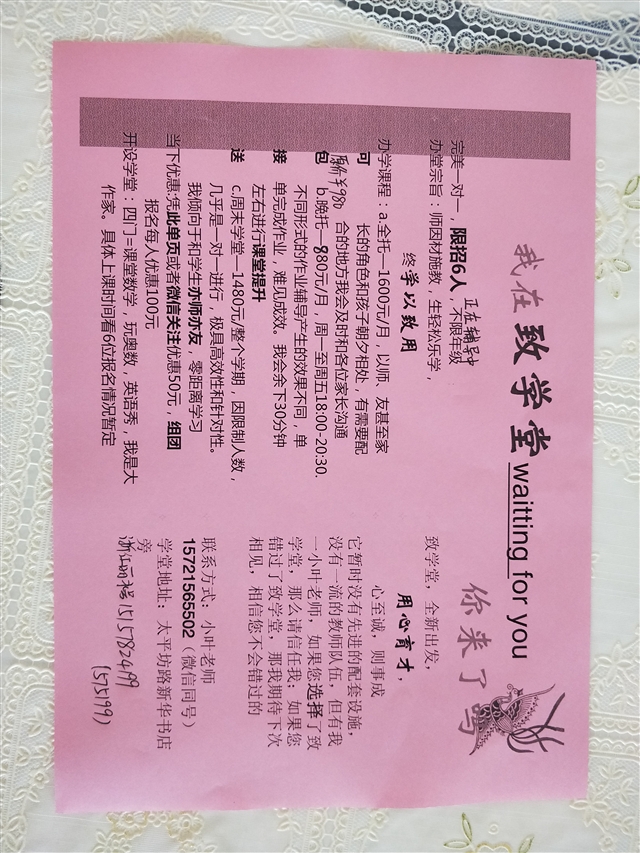 我在致学堂waitting for you
你来了吗
完美一对一，限招6人，不限年级
正在辅导中
办堂宗旨：师因材施教，生轻松乐学，
终学以致用
办学课程：a.全托—1600元/月，以师、友甚至家
可 长的角色和孩子朝夕相处，有需要配
合的地方我会及时和各位家长沟通
包 b.晚托—880元/月，周一至周五18:00-20:30.
不同形式的作业辅导产生的效果不同，单
接 单完成作业，难见成效。我会余下30分钟
左右进行课堂提升
送 c.周末学堂—1480元/整个学期，因限制人数，
几乎是一对一进行，极具高效性和针对性。
我倾向于和学生亦师亦友，零距离学习
当下优惠:凭此单页或者微信关注优惠50元，组团
报名每人优惠100元
开设学堂：四门=课堂数学，玩奥数，英语秀，我是大
作家。具体上课时间看6位报名情况暂定
致学堂，全新出发，
用心育才，
心至诚，则事成
它暂时没有先进的配套设施，
没有一流的教师队伍，但有我
一小叶老师，如果您选择了致
学堂，那么请信任我；如果您
错过了致学堂，那我期待下次
相见，相信您不会错过的
联系方式：小叶老师
15721565502（微信同号）
学堂地址：太平坊路新华书店
旁
1515782499
(515199)